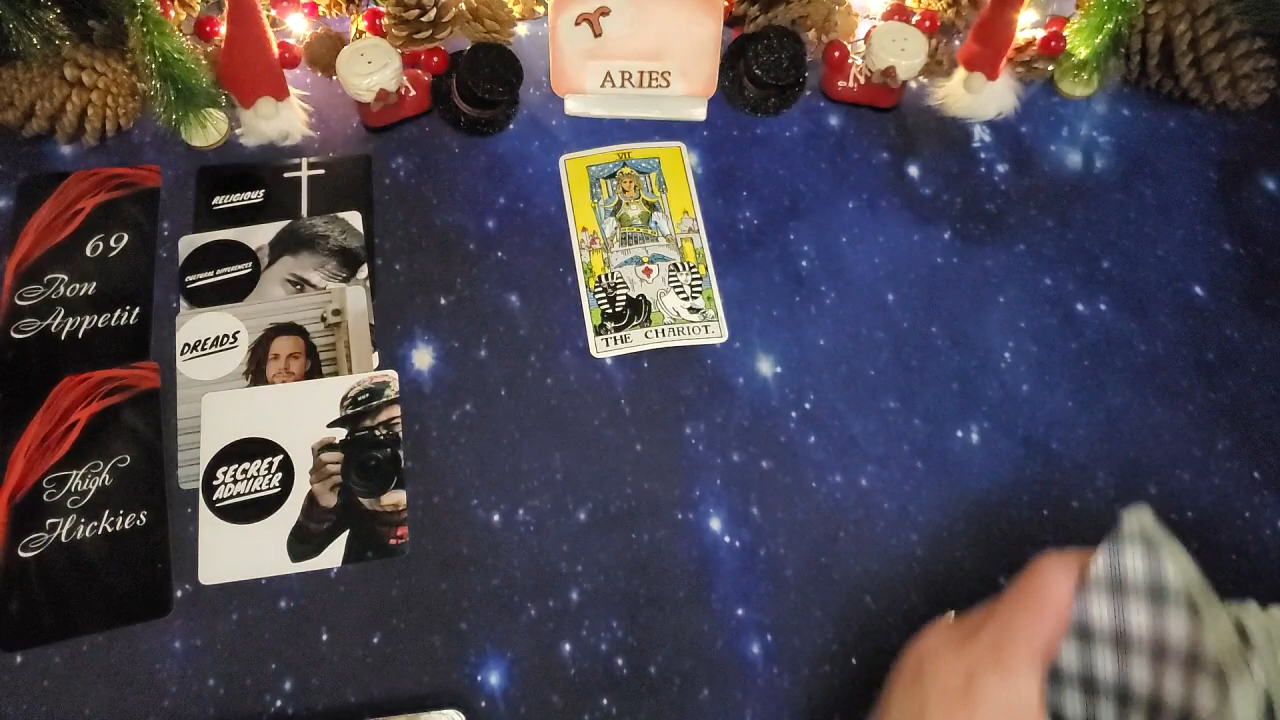 ARIES
VII
THE CHARIOT.
69
Bon
Appetit
Thigh
Hickies
RELIGIOUS
CULTURAL DIFFERENCES
DREADS
SECRET
ADMIRER